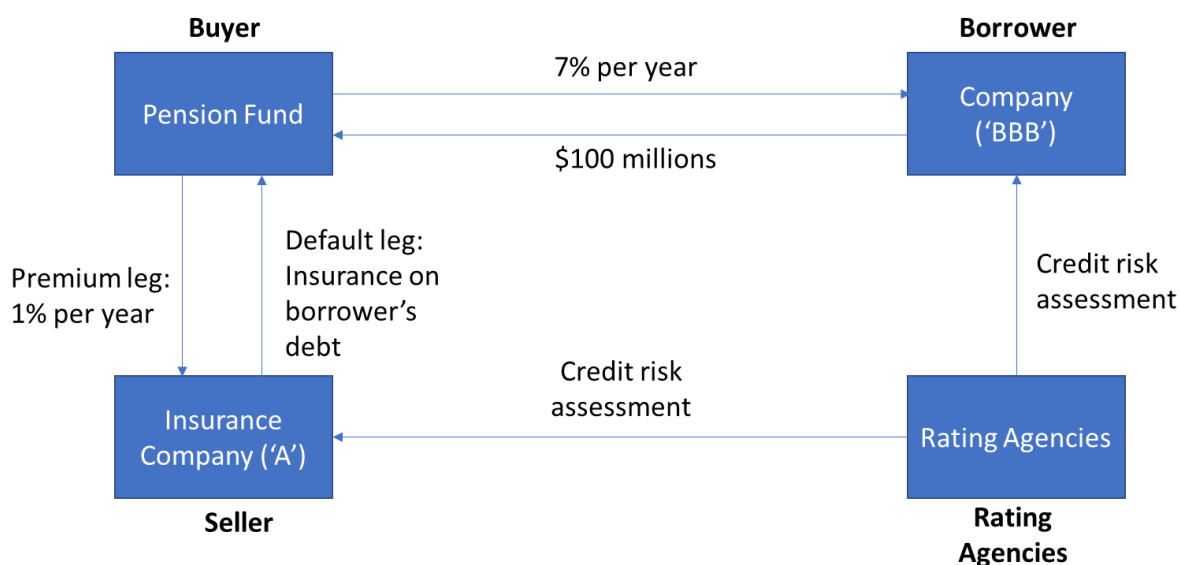 Buyer
Borrower
Pension Fund
7% per year
$100 millions
Company
(‘BBB’)
Premium leg:
1% per year
Default leg:
Insurance on
borrower’s
debt
Credit risk
assessment
Credit risk
assessment
Insurance
Company (‘A’)
Rating Agencies
Seller
Rating
Agencies